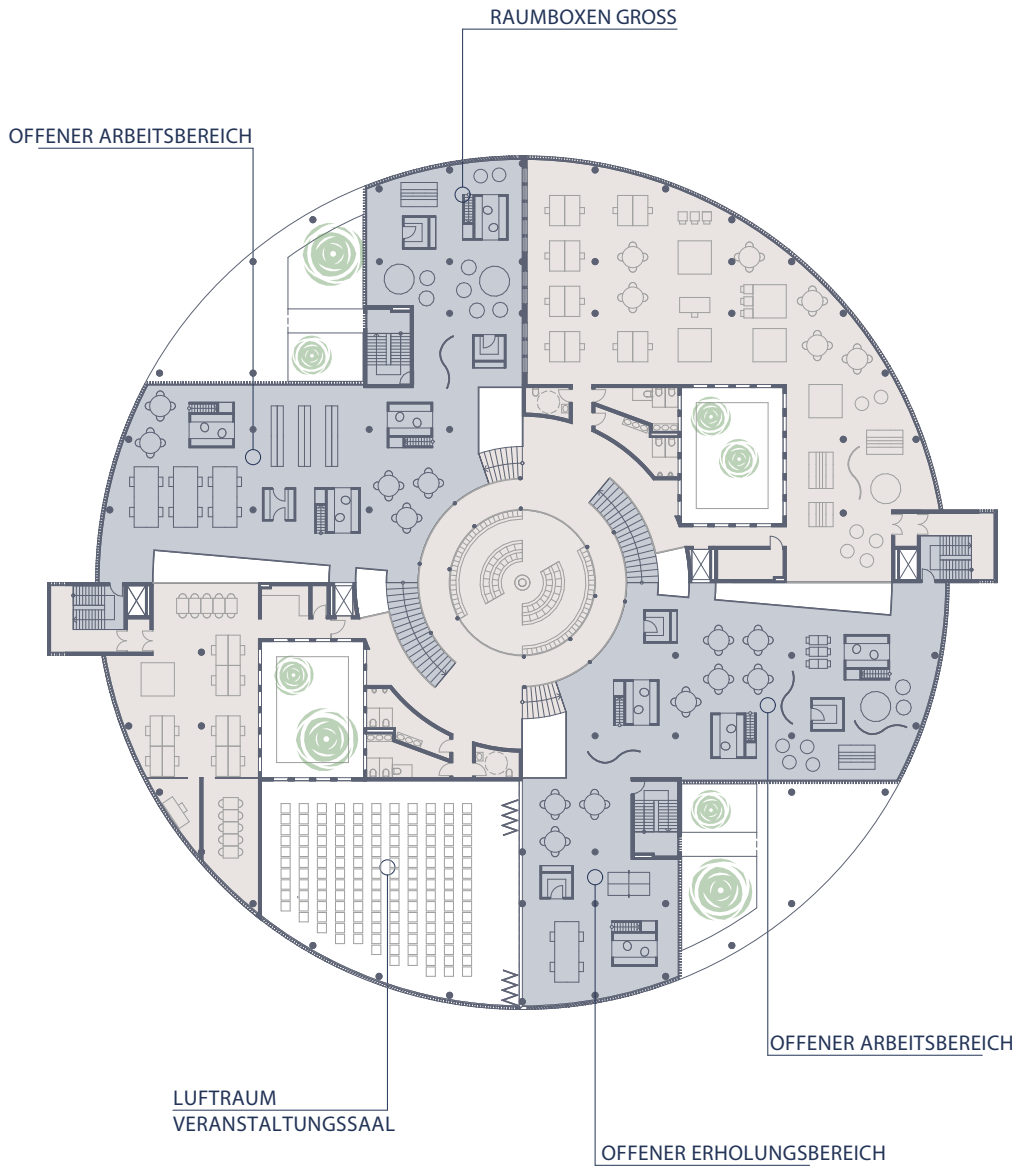 RAUMBOXEN GROSS
OFFENER ARBEITSBEREICH
OFFENER ARBEITSBEREICH
LUFTRAUM
VERANSTALTUNGSSAAL
OFFENER ERHOLUNGSBEREICH